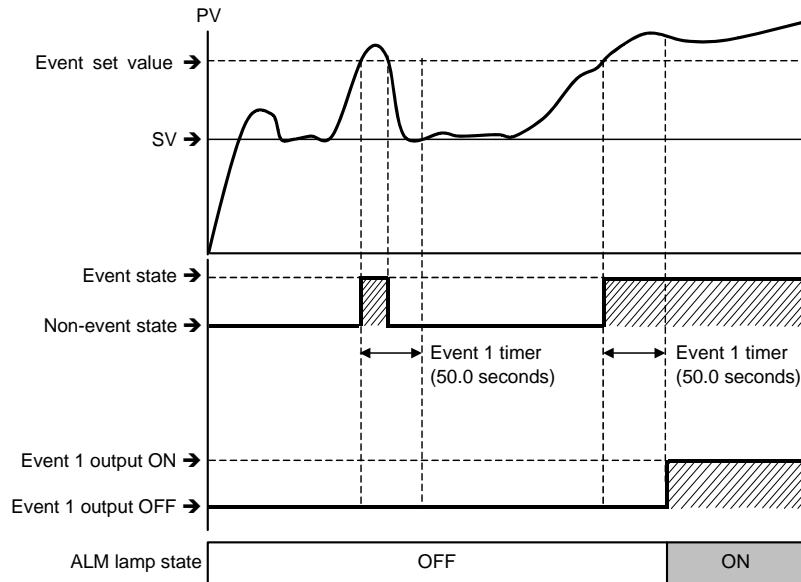 PV
Event set value ➔
SV ➔
Event state ➔
Non-event state ➔
Event 1 timer
(50.0 seconds)
Event 1 timer
(50.0 seconds)
Event 1 output ON ➔
Event 1 output OFF ➔
ALM lamp state OFF ON